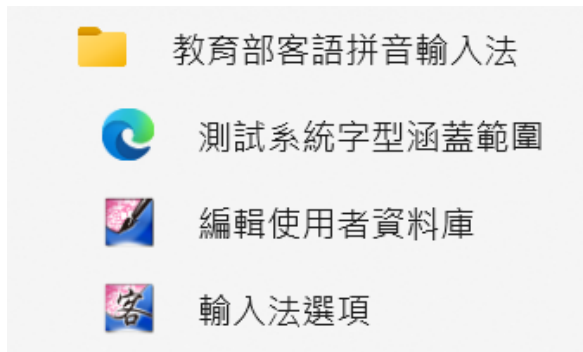 教育部客語拼音輸入法
測試系統字型涵蓋範圍
編輯使用者資料庫
客
輸入法選項